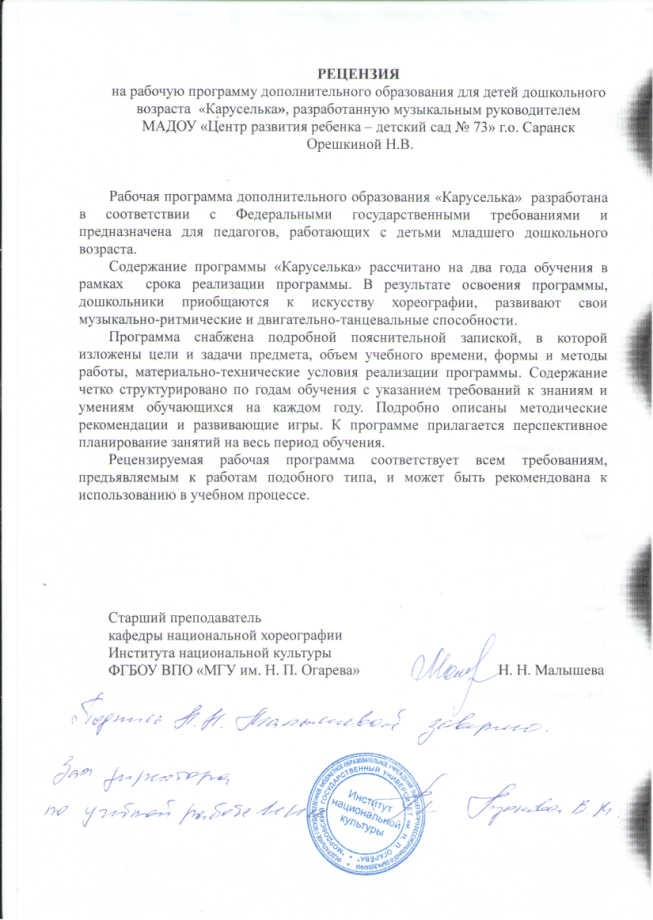 РЕЦЕНЗИЯ
на рабочую программу дополнительного образования для детей дошкольного
возраста «Каруселька», разработанную музыкальным руководителем
МАДОУ «Центр развития ребенка – детский сад № 73» г.о. Саранск
Орешкиной Н.В.
Рабочая программа дополнительного образования «Каруселька» разработана
в соответствии с Федеральными государственными требованиями и
предназначена для педагогов, работающих с детьми младшего дошкольного
возраста.
Содержание программы «Каруселька» рассчитано на два года обучения в
рамках срока реализации программы. В результате освоения программы,
дошкольники приобщаются к искусству хореографии, развивают свои
музыкально-ритмические и двигательно-танцевальные способности.
Программа снабжена подробной пояснительной запиской, в которой
изложены цели и задачи предмета, объем учебного времени, формы и методы
работы, материально-технические условия реализации программы. Содержание
четко структурировано по годам обучения с указанием требований к знаниям и
умениям обучающихся на каждом году. Подробно описаны методические
рекомендации и развивающие игры. К программе прилагается перспективное
планирование занятий на весь период обучения.
Рецензируемая рабочая программа соответствует всем требованиям,
предъявляемым к работам подобного типа, и может быть рекомендована к
использованию в учебном процессе.
Старший преподаватель
кафедры национальной хореографии
Института национальной культуры
ФГБОУ ВПО «МГУ им. Н. П. Огарева» Н. Н. Малышева
Подпись Н.Н. Малышевой заверяю.
Зам директора
по учебной работе
Институт
национальной
культуры